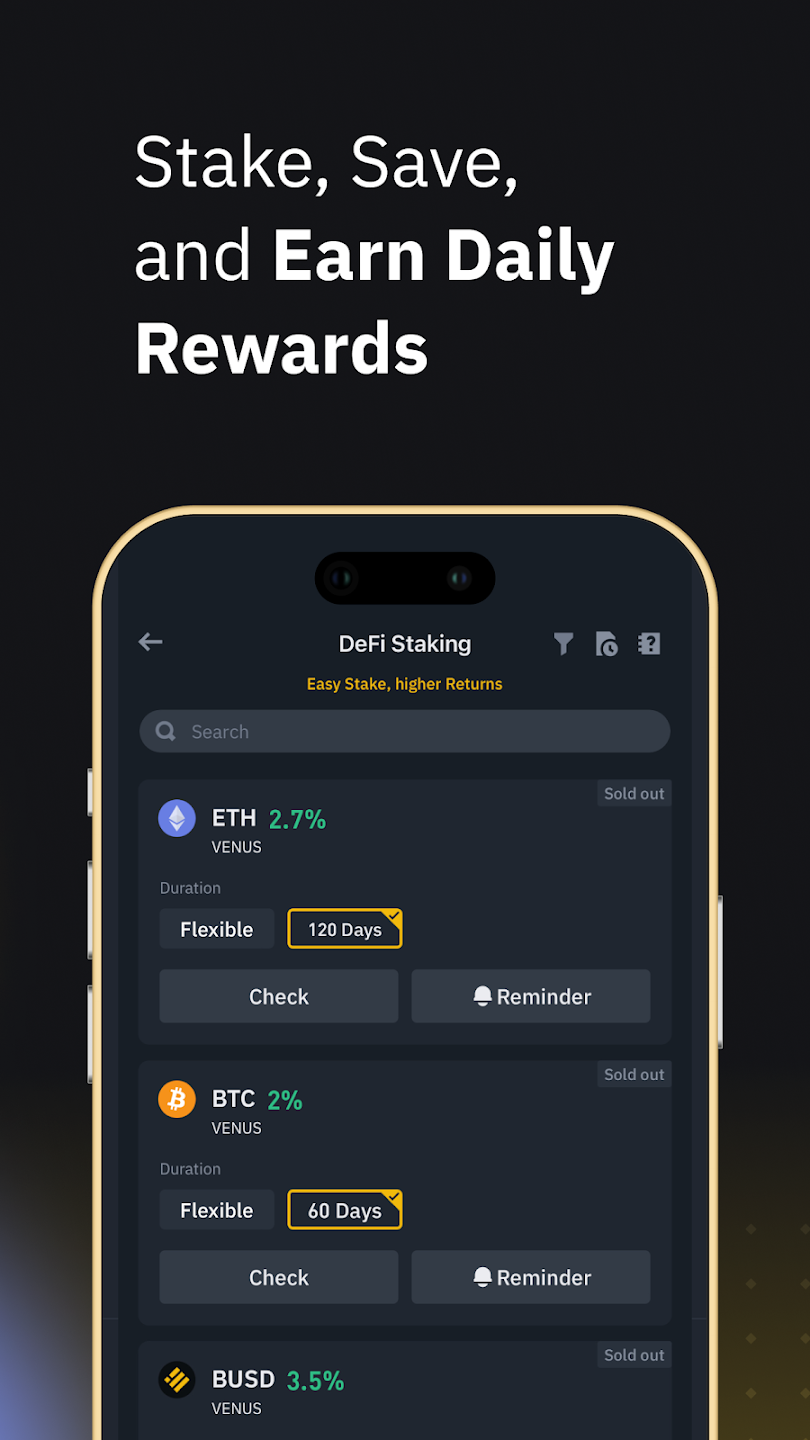 Stake, Save,
and Earn Daily
Rewards
DeFi Staking
Easy Stake, higher Returns
Search
Sold out
ETH 2.7%
VENUS
Duration
Flexible
120 Days
Check
Reminder
Sold out
BTC 2%
VENUS
Duration
Flexible
60 Days
Check
Reminder
Sold out
BUSD 3.5%
VENUS